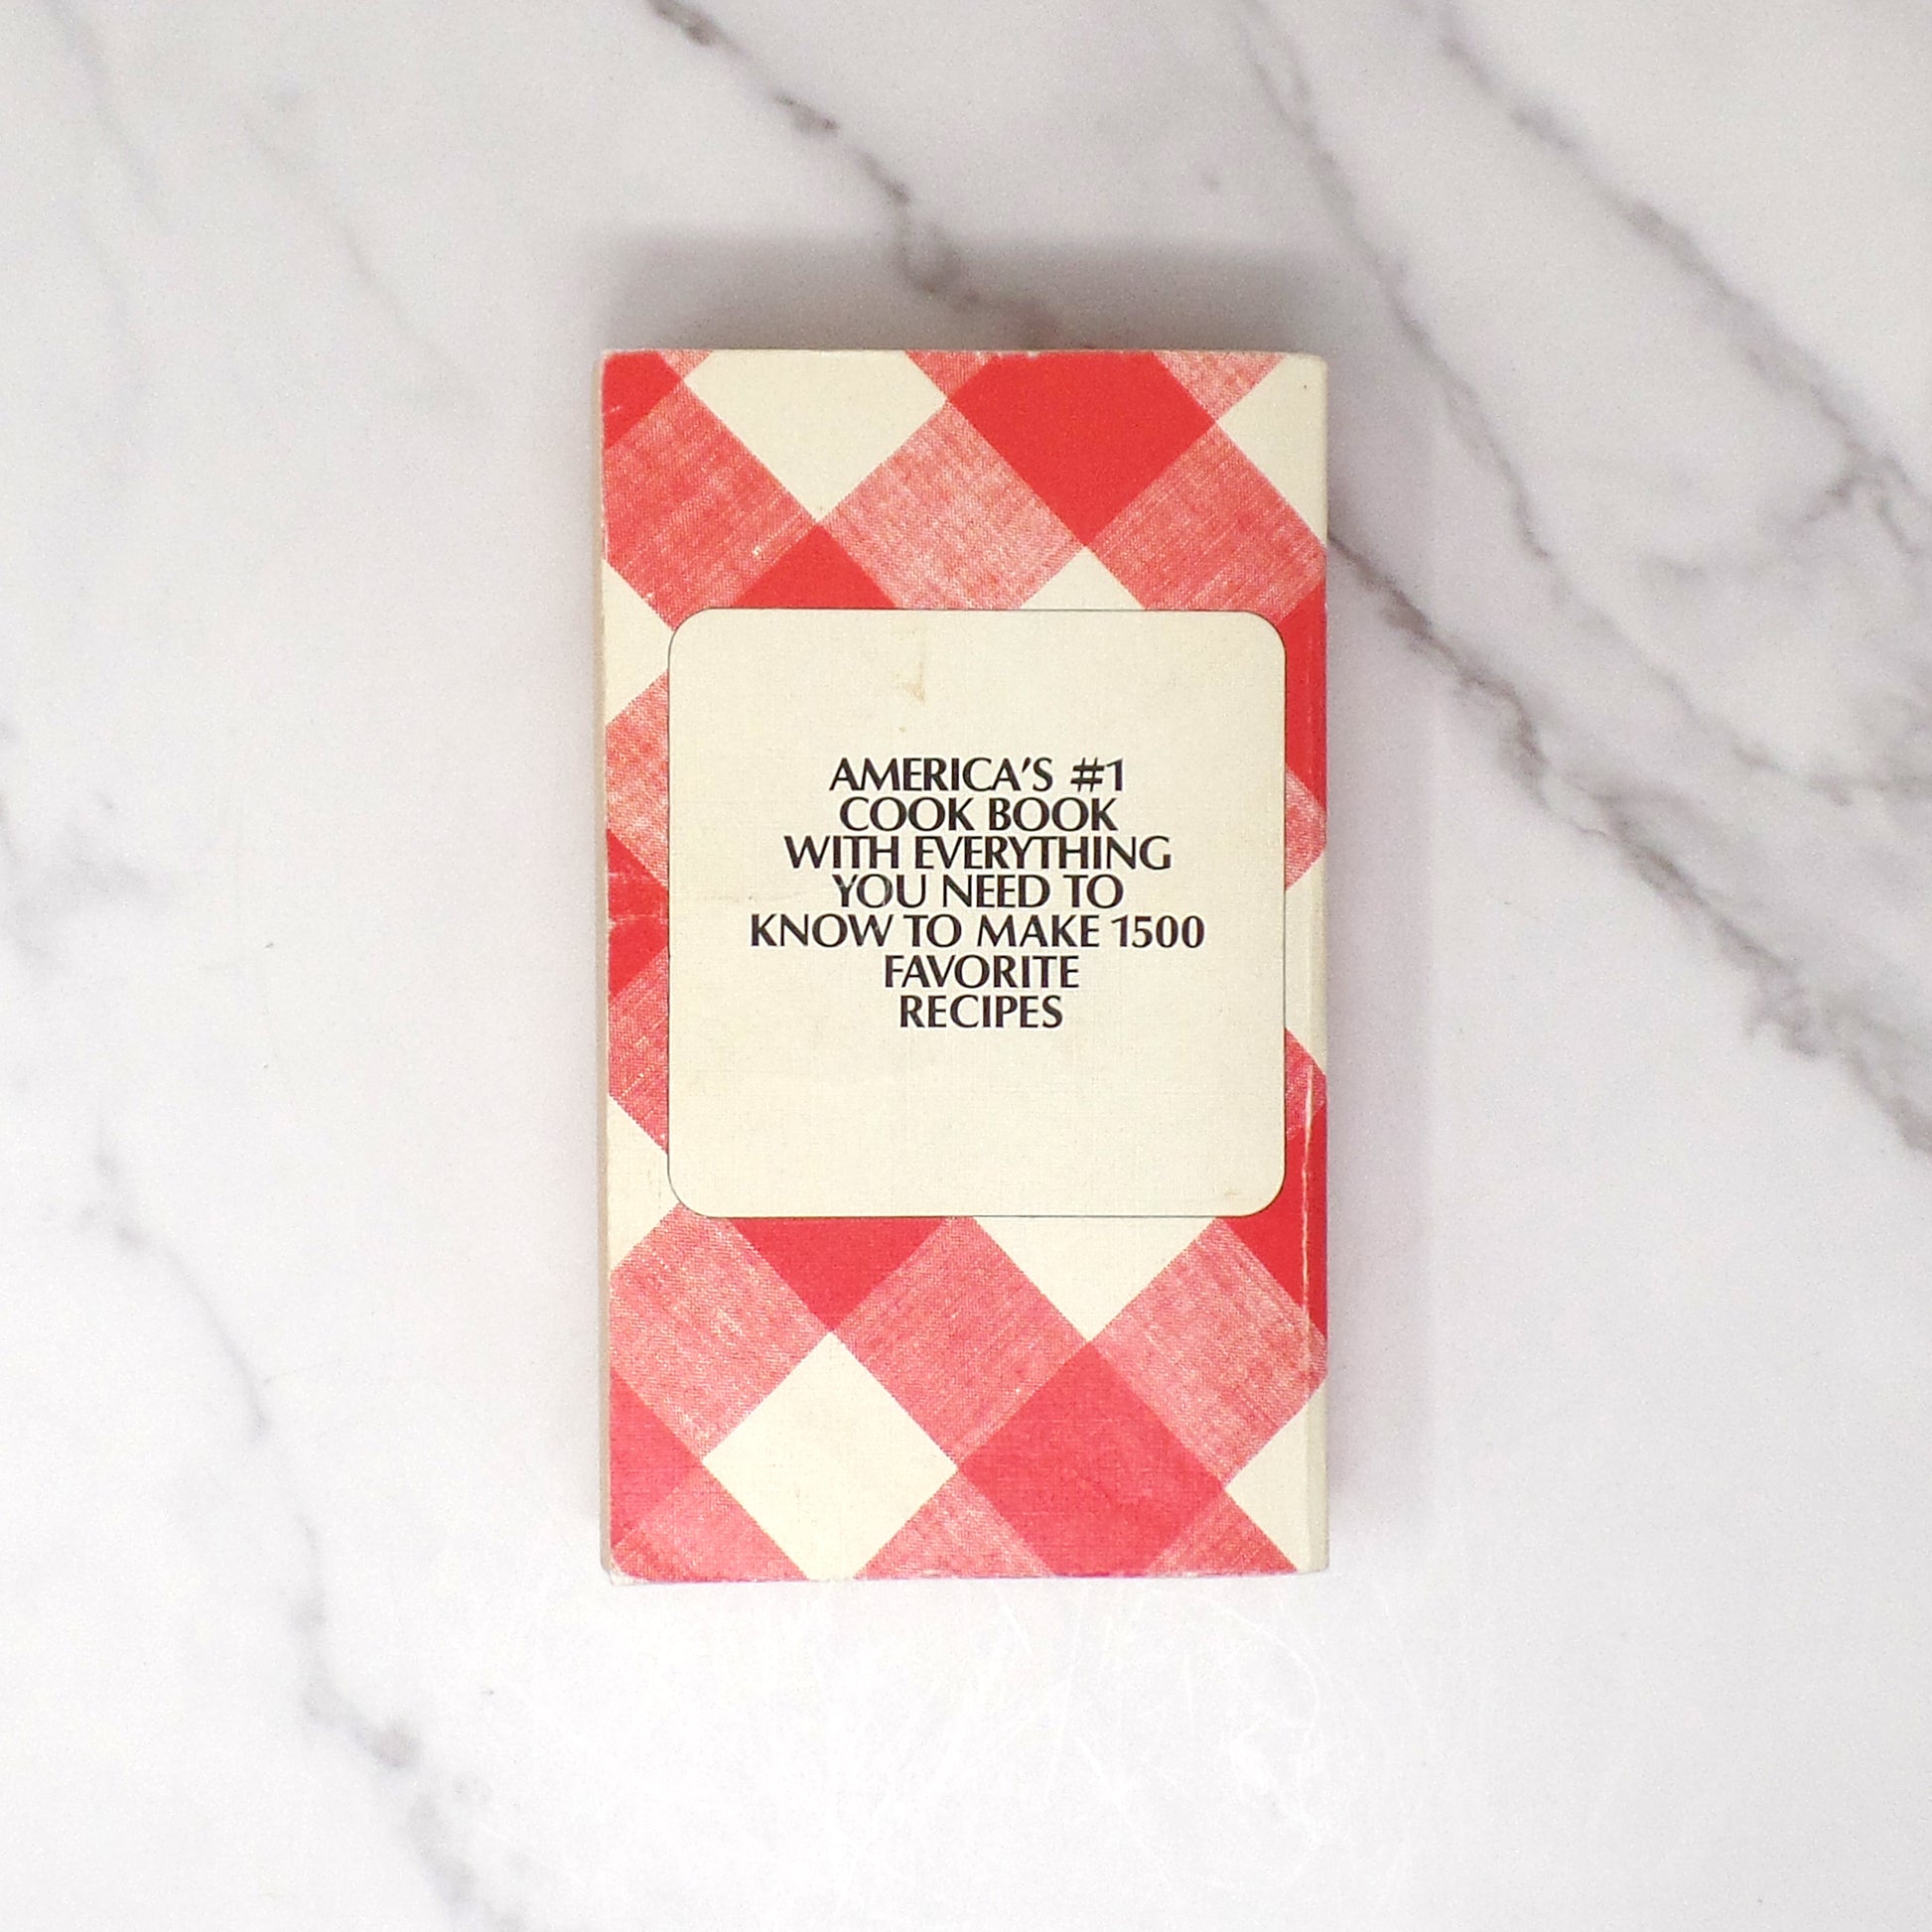 AMERICA'S #1
COOK BOOK
WITH EVERYTHING
YOU NEED TO
KNOW TO MAKE 1500
FAVORITE
RECIPES